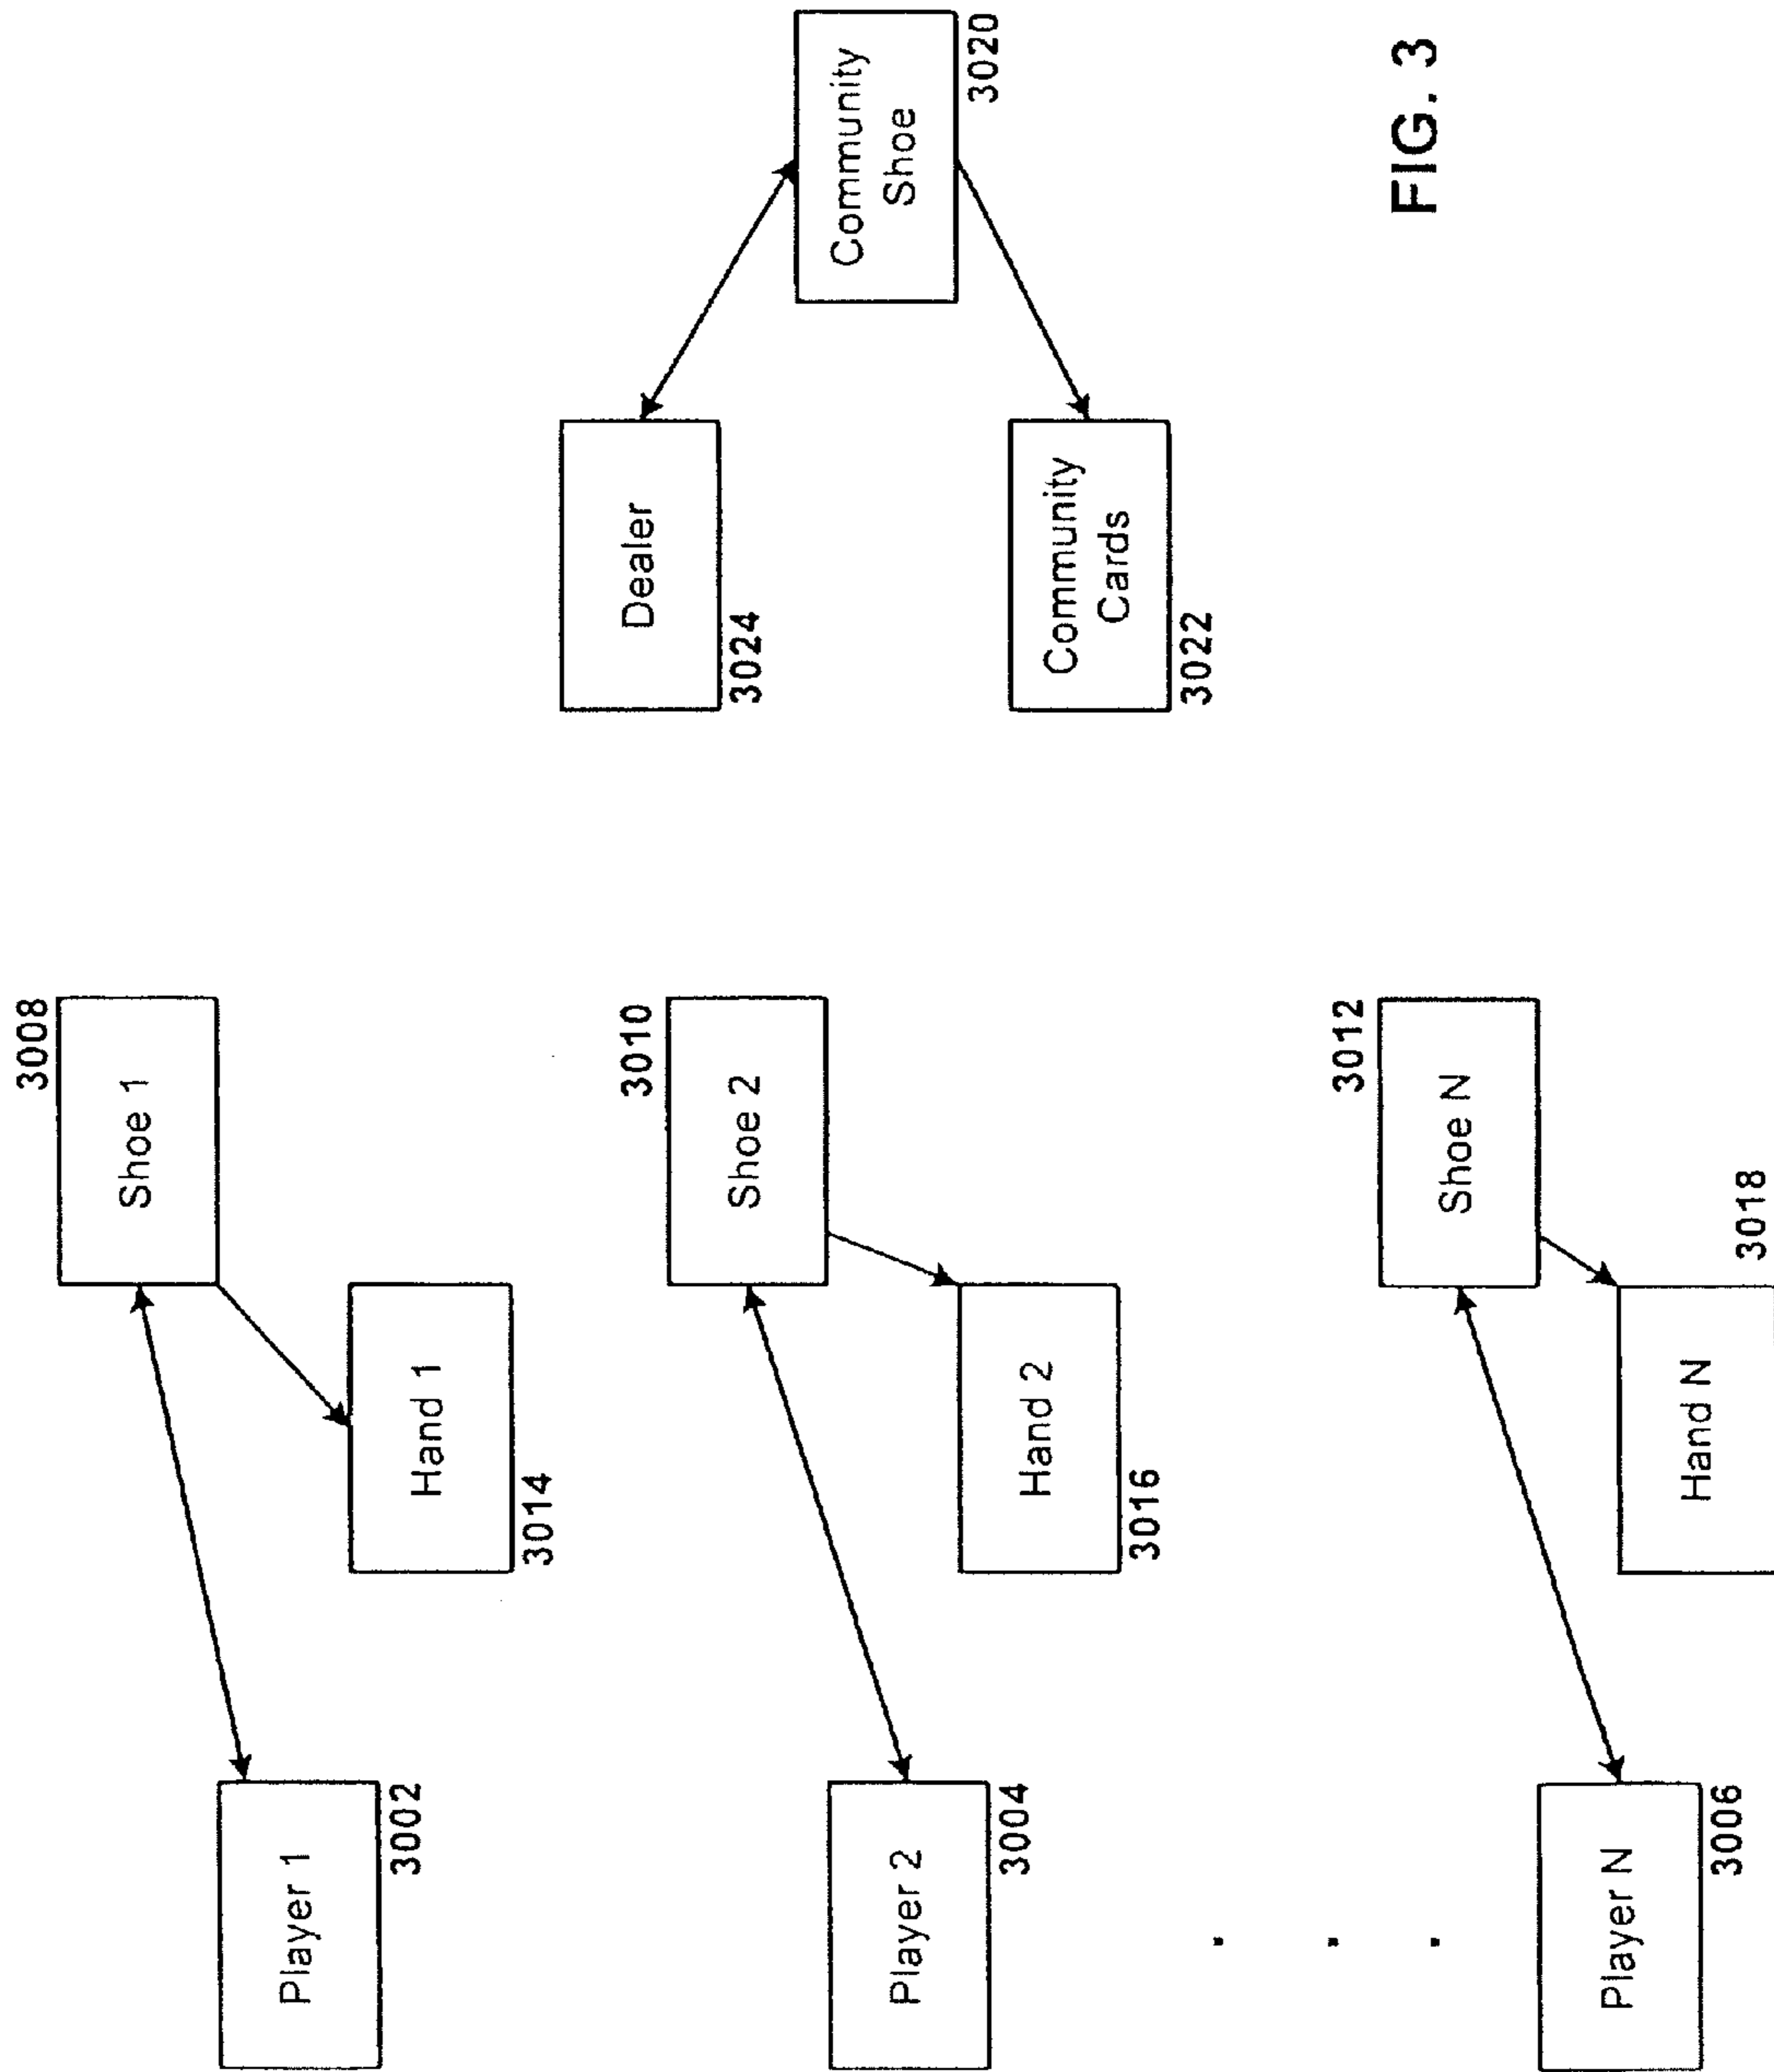 3008
Shoe 1
Player 1
3002
Hand 1
3014
3010
Shoe 2
Player 2
3004
Hand 2
3016
.
.
.
3012
Shoe N
Player N
3006
Hand N
3018
Dealer
3024
Community
Shoe
3020
Community
Cards
3022
FIG. 3